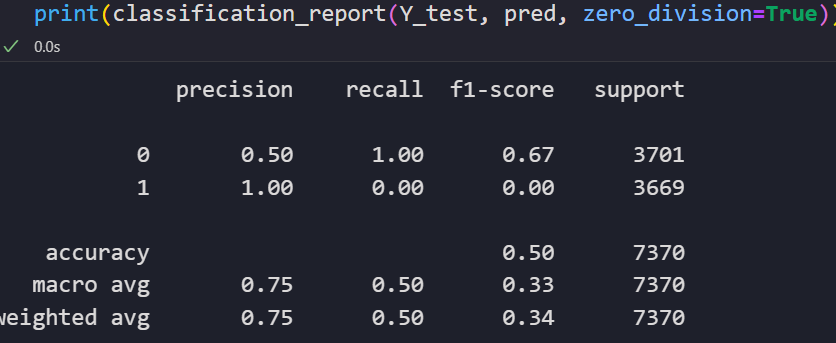 print(classification_report(Y_test, pred, zero_division=True))
0.0s
precision recall f1-score support
0 0.50 1.00 0.67 3701
1 1.00 0.00 0.00 3669
accuracy 0.50 7370
macro avg 0.75 0.50 0.33 7370
weighted avg 0.75 0.50 0.34 7370